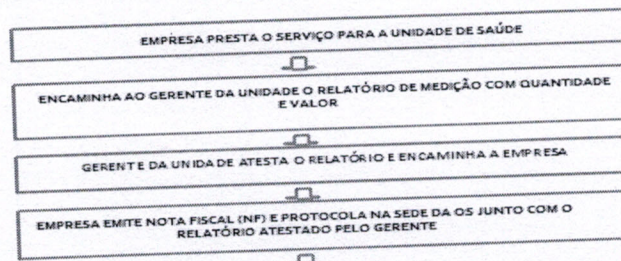 EMPRESA PRESTA O SERVIÇO PARA A UNIDADE DE SAÚDE
ENCAMINHA AO GERENTE DA UNIDADE O RELATÓRIO DE MEDIÇÃO COM QUANTIDADE
E VALOR
GERENTE DA UNIDADE ATESTA O RELATÓRIO E ENCAMINHA A EMPRESA
EMPRESA EMITE NOTA FISCAL (NF) E PROTOCOLA NA SEDE DA OS JUNTO COM O
RELATÓRIO ATESTADO PELO GERENTE